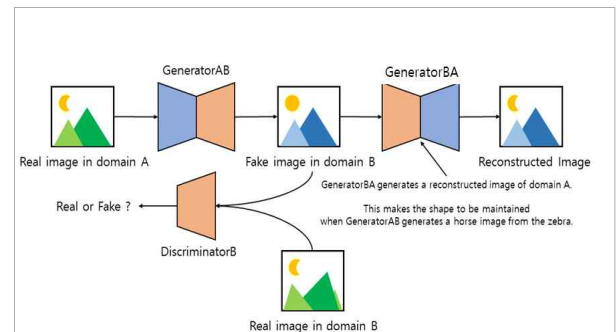 GeneratorAB
GeneratorBA
Real image in domain A
Fake image in domain B
Reconstructed Image
GeneratorBA generates a reconstructed image of domain A.
This makes the shape to be maintained
when GeneratorAB generates a horse image from the zebra.
Real or Fake ?
DiscriminatorB
Real image in domain B